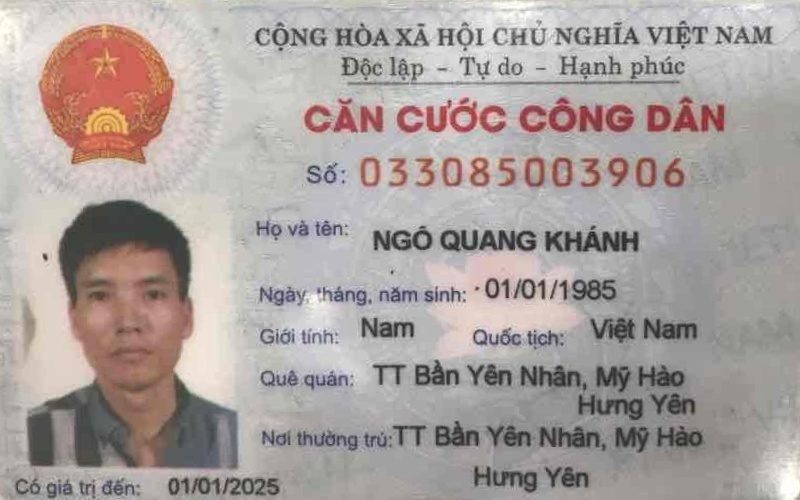 CỘNG HÒA XÃ HỘI CHỦ NGHĨA VIỆT NAM
Độc lập - Tự do - Hạnh phúc
CĂN CƯỚC CÔNG DÂN
Số: 033085003906
Họ và tên: NGÔ QUANG KHÁNH
Ngày, tháng, năm sinh: 01/01/1985
Giới tính: Nam Quốc tịch: Việt Nam
Quê quán: TT Bần Yên Nhân, Mỹ Hào
Hưng Yên
Nơi thường trú: TT Bần Yên Nhân, Mỹ Hào
Hưng Yên
Có giá trị đến: 01/01/2025